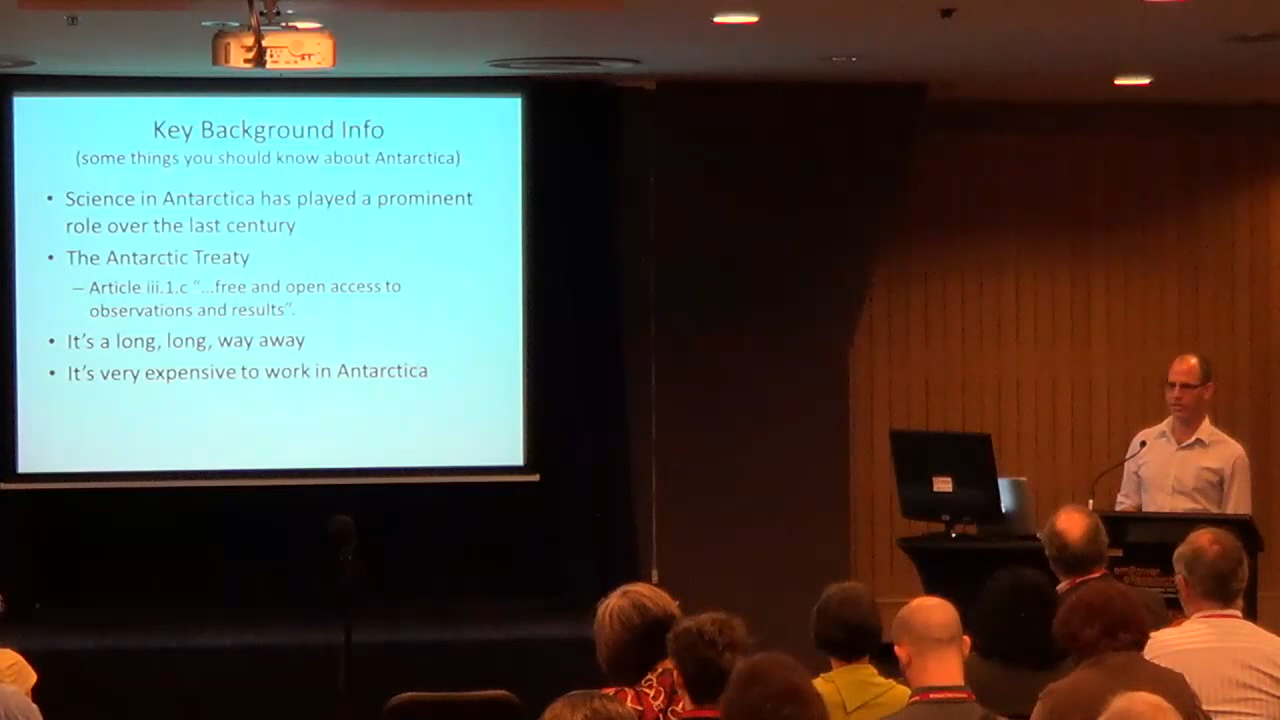 Key Background Info
(some things you should know about Antarctica)
• Science in Antarctica has played a prominent
role over the last century
• The Antarctic Treaty
– Article iii.1.c “...free and open access to
observations and results”.
• It’s a long, long, way away
• It’s very expensive to work in Antarctica